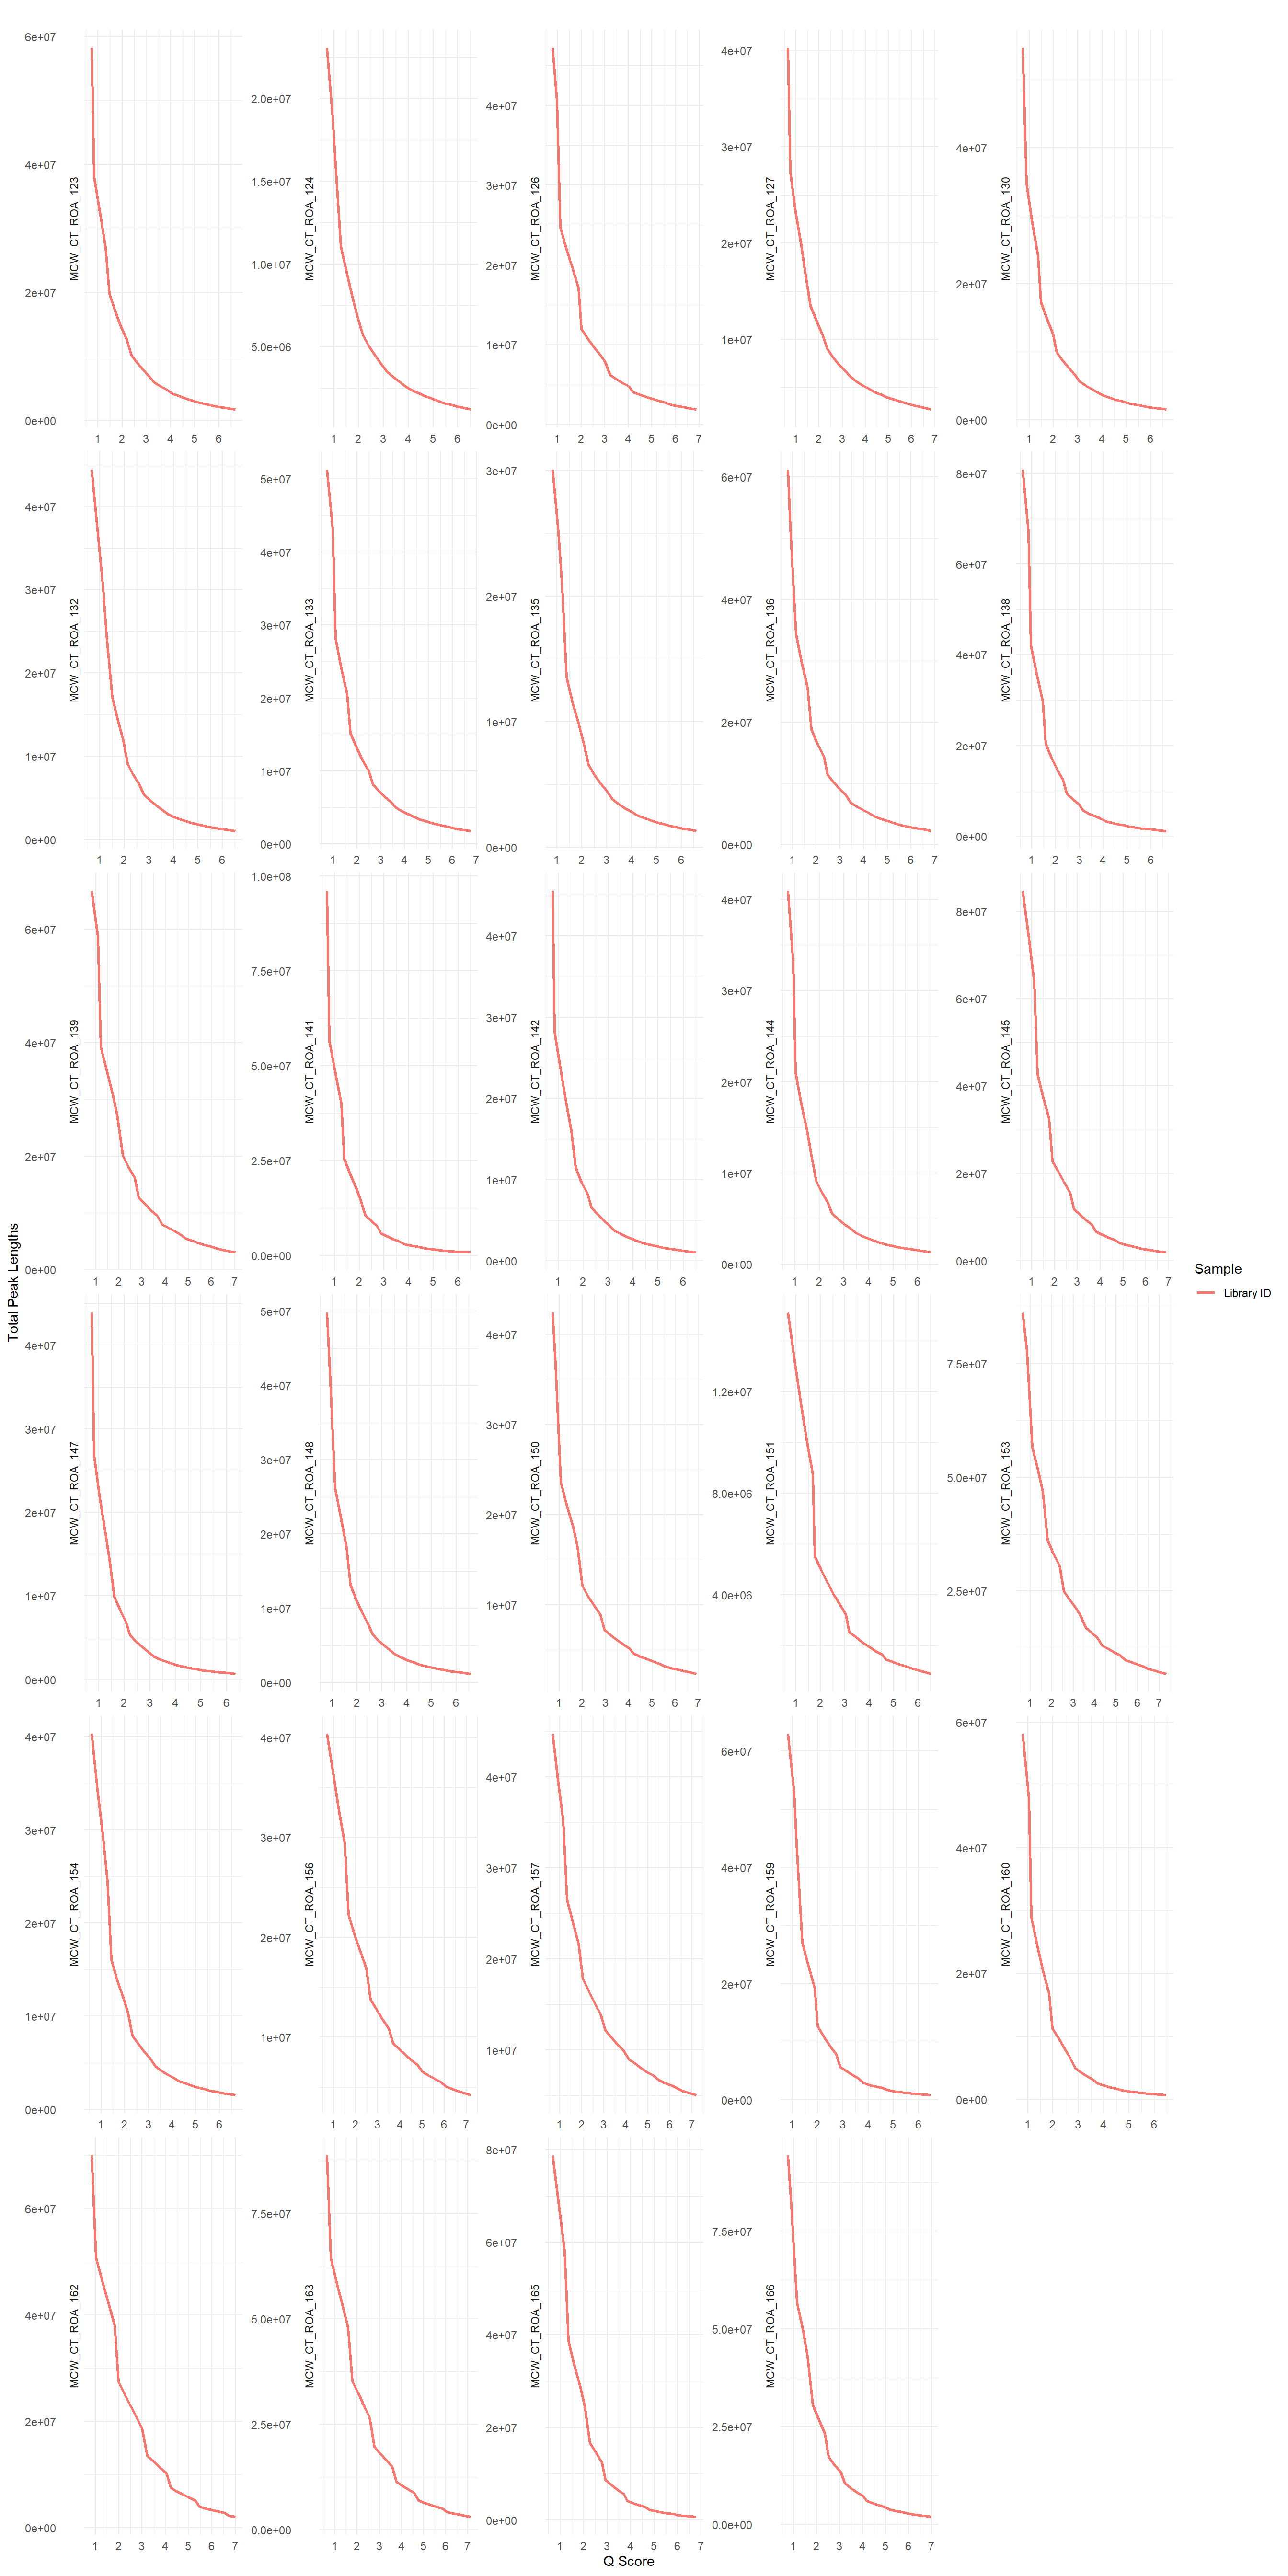 6e+07
4e+07
2e+07
0e+00
MCW_CT_ROA_123
1 2 3 4 5 6
2.0e+07
1.5e+07
1.0e+07
5.0e+06
MCW_CT_ROA_124
1 2 3 4 5 6
4e+07
3e+07
2e+07
1e+07
0e+00
MCW_CT_ROA_126
1 2 3 4 5 6 7
4e+07
3e+07
2e+07
1e+07
MCW_CT_ROA_127
1 2 3 4 5 6 7
4e+07
2e+07
0e+00
MCW_CT_ROA_130
1 2 3 4 5 6
4e+07
3e+07
2e+07
1e+07
0e+00
MCW_CT_ROA_132
1 2 3 4 5 6
5e+07
4e+07
3e+07
2e+07
1e+07
0e+00
MCW_CT_ROA_133
1 2 3 4 5 6 7
3e+07
2e+07
1e+07
0e+00
MCW_CT_ROA_135
1 2 3 4 5 6
6e+07
4e+07
2e+07
0e+00
MCW_CT_ROA_136
1 2 3 4 5 6 7
8e+07
6e+07
4e+07
2e+07
0e+00
MCW_CT_ROA_138
1 2 3 4 5 6
6e+07
4e+07
2e+07
0e+00
MCW_CT_ROA_139
1 2 3 4 5 6 7
1.0e+08
7.5e+07
5.0e+07
2.5e+07
0.0e+00
MCW_CT_ROA_141
1 2 3 4 5 6
4e+07
3e+07
2e+07
1e+07
0e+00
MCW_CT_ROA_142
1 2 3 4 5 6
4e+07
3e+07
2e+07
1e+07
0e+00
MCW_CT_ROA_144
1 2 3 4 5 6
8e+07
6e+07
4e+07
2e+07
0e+00
MCW_CT_ROA_145
1 2 3 4 5 6 7
Total Peak Lengths
Sample
Library ID
4e+07
3e+07
2e+07
1e+07
0e+00
MCW_CT_ROA_147
1 2 3 4 5 6
5e+07
4e+07
3e+07
2e+07
1e+07
0e+00
MCW_CT_ROA_148
1 2 3 4 5 6
4e+07
3e+07
2e+07
1e+07
MCW_CT_ROA_150
1 2 3 4 5 6 7
1.2e+07
8.0e+06
4.0e+06
MCW_CT_ROA_151
1 2 3 4 5 6
7.5e+07
5.0e+07
2.5e+07
MCW_CT_ROA_153
1 2 3 4 5 6 7
4e+07
3e+07
2e+07
1e+07
0e+00
MCW_CT_ROA_154
1 2 3 4 5 6
4e+07
3e+07
2e+07
1e+07
MCW_CT_ROA_156
1 2 3 4 5 6 7
4e+07
3e+07
2e+07
1e+07
MCW_CT_ROA_157
1 2 3 4 5 6 7
6e+07
4e+07
2e+07
0e+00
MCW_CT_ROA_159
1 2 3 4 5 6
6e+07
4e+07
2e+07
0e+00
MCW_CT_ROA_160
1 2 3 4 5 6
6e+07
4e+07
2e+07
0e+00
MCW_CT_ROA_162
1 2 3 4 5 6 7
7.5e+07
5.0e+07
2.5e+07
0.0e+00
MCW_CT_ROA_163
1 2 3 4 5 6 7
8e+07
6e+07
4e+07
2e+07
0e+00
MCW_CT_ROA_165
1 2 3 4 5 6 7
7.5e+07
5.0e+07
2.5e+07
0.0e+00
MCW_CT_ROA_166
1 2 3 4 5 6 7
Q Score